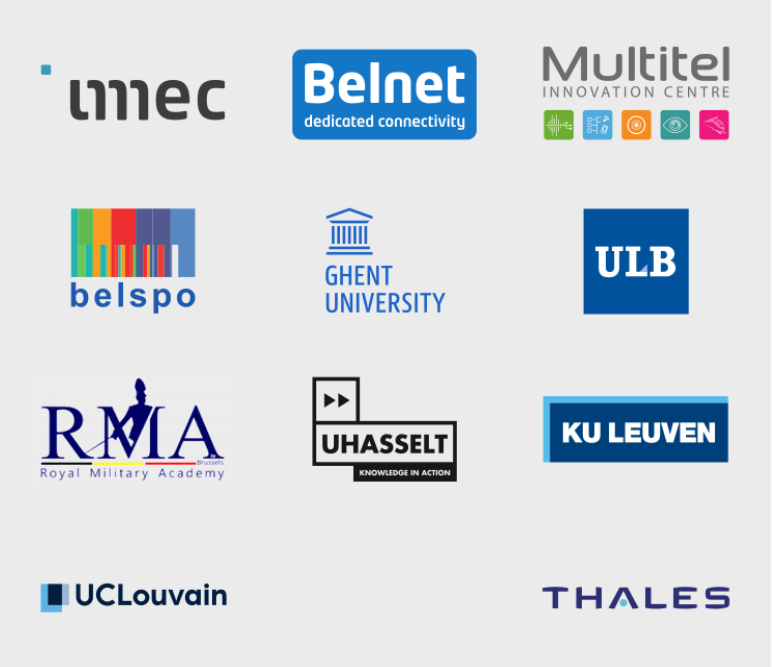 imec
Belnet
dedicated connectivity
Multitel
INNOVATION CENTRE
belspo
GHENT
UNIVERSITY
ULB
RMA
Brussels
Royal Military Academy
UHASSELT
KNOWLEDGE IN ACTION
KU LEUVEN
UCLouvain
THALES